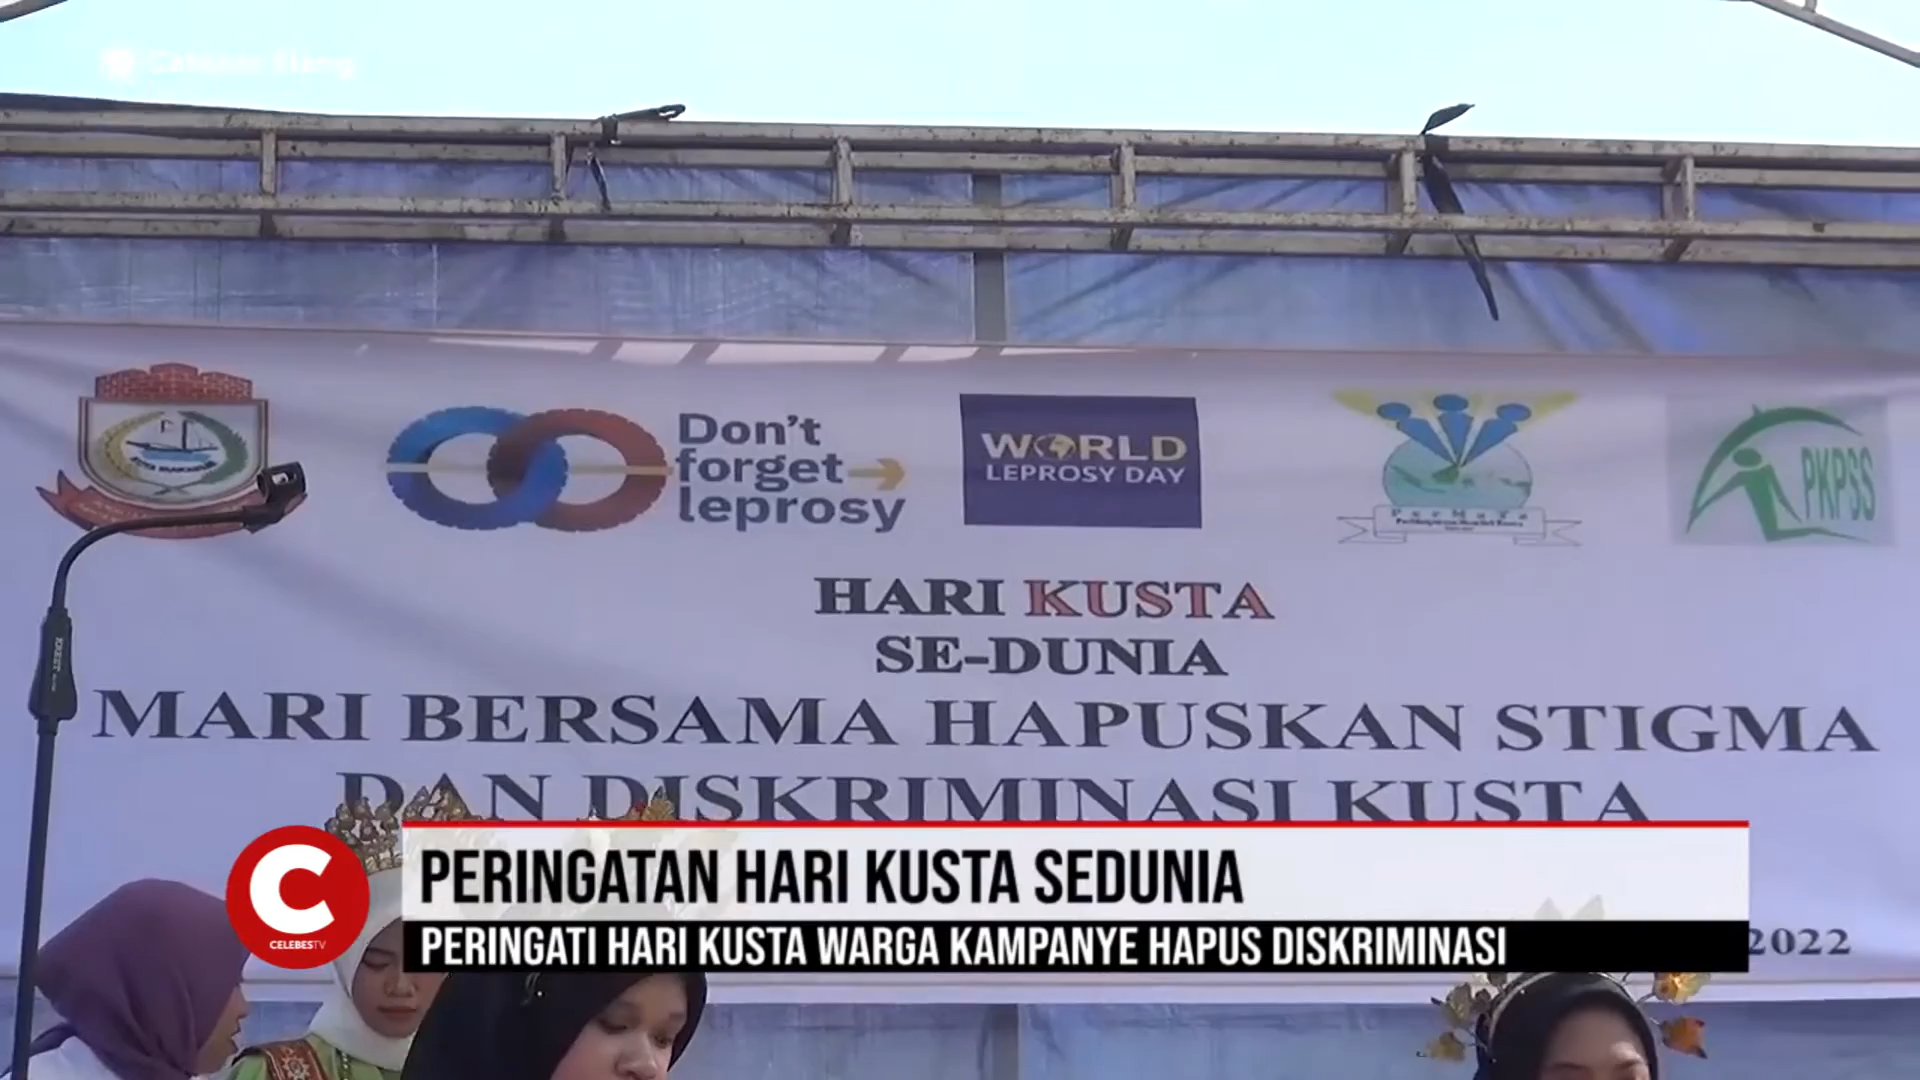 Don't
forget
leprosy
WORLD
LEPROSY DAY
PerMaTa
PKPSS
HARI KUSTA
SE-DUNIA
MARI BERSAMA HAPUSKAN STIGMA
DAN DISKRIMINASI KUSTA
2022
CELEBESTV
PERINGATAN HARI KUSTA SEDUNIA
PERINGATI HARI KUSTA WARGA KAMPANYE HAPUS DISKRIMINASI